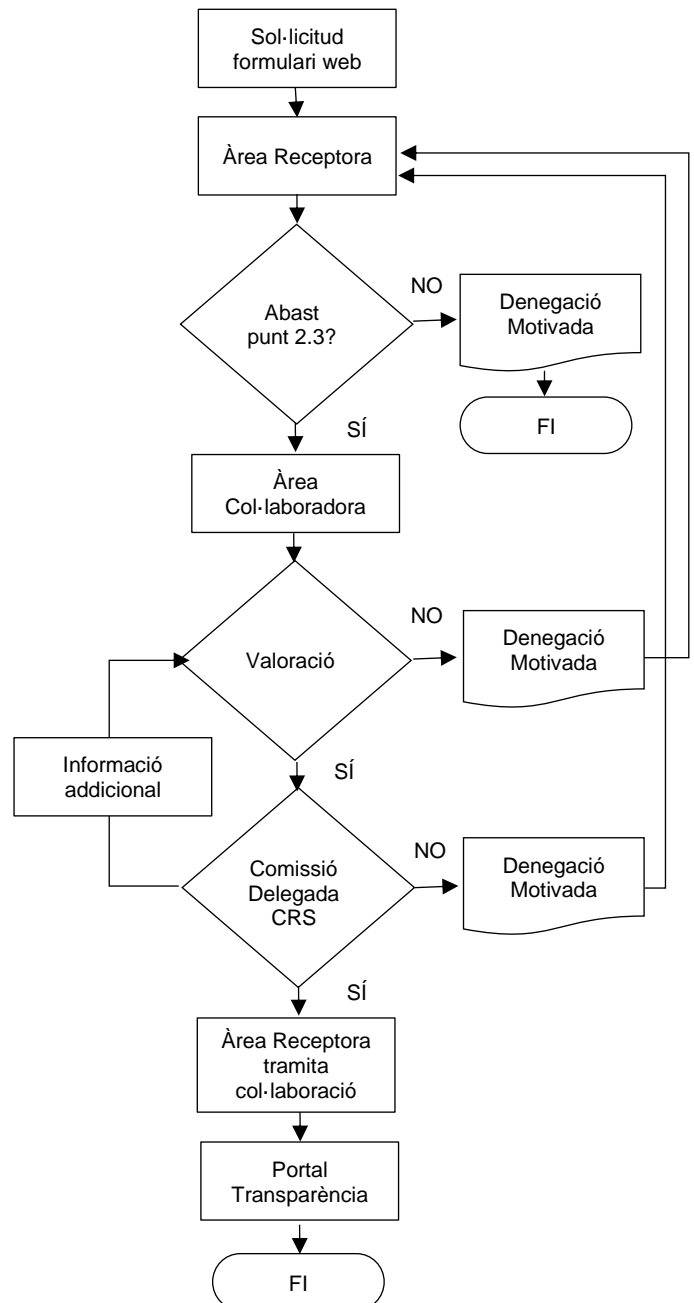 Sol·licitud
formulari web
Àrea Receptora
Abast
punt 2.3?
NO
Denegació
Motivada
FI
SÍ
Àrea
Col·laboradora
Valoració
NO
Denegació
Motivada
Informació
addicional
SÍ
Comissió
Delegada
CRS
NO
Denegació
Motivada
SÍ
Àrea Receptora
tramita
col·laboració
Portal
Transparència
FI